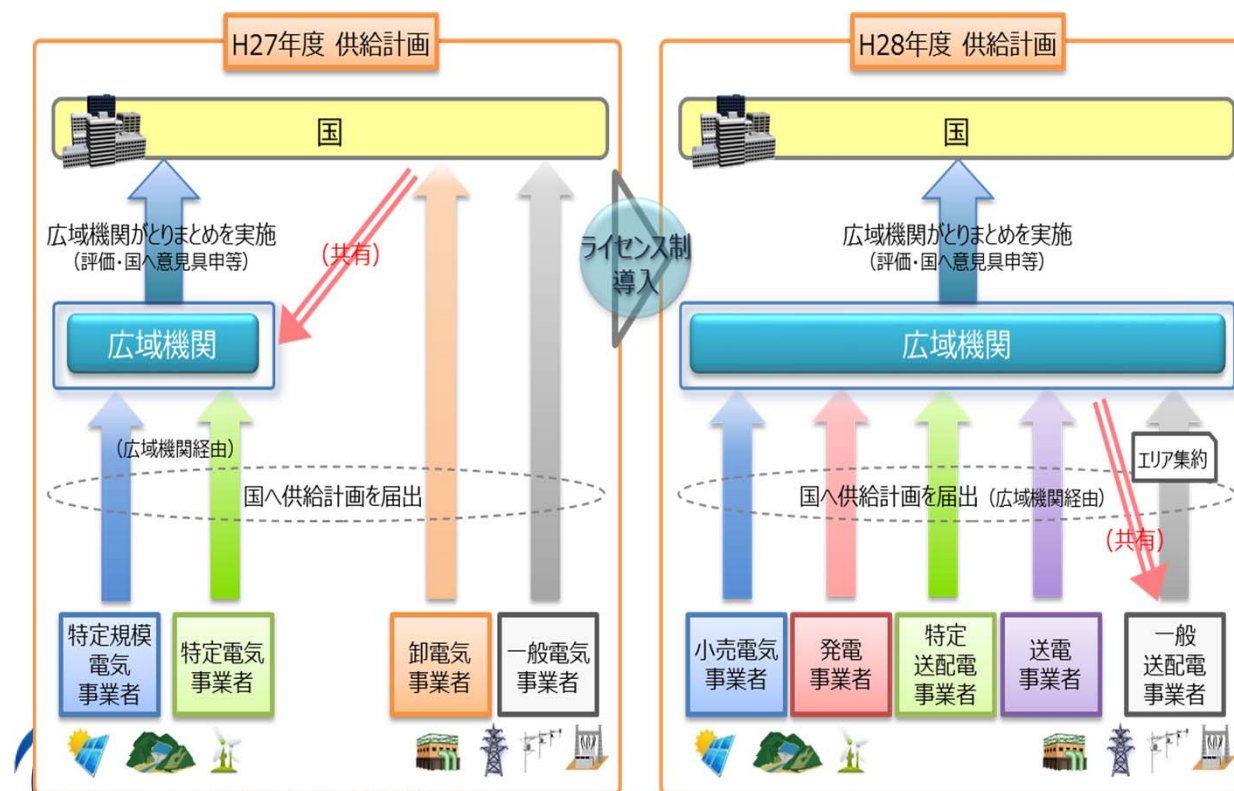 H27年度 供給計画
国
広域機関がとりまとめを実施
(評価・国へ意見具申等)
(共有)
広域機関
(広域機関経由)
国へ供給計画を届出
特定規模
電気
事業者
特定電気
事業者
卸電気
事業者
一般電気
事業者
ライセンス制
導入
H28年度 供給計画
国
広域機関がとりまとめを実施
(評価・国へ意見具申等)
広域機関
エリア集約
国へ供給計画を届出(広域機関経由)
(共有)
小売電気
事業者
発電
事業者
特定
送配電
事業者
送電
事業者
一般
送配電
事業者